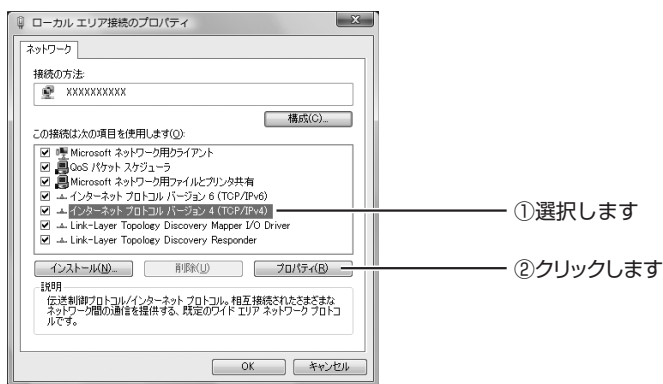 ローカル エリア接続のプロパティ
ネットワーク
接続の方法:
XXXXXXXXXX
構成(C)...
この接続は次の項目を使用します(O):
Microsoft ネットワーク用クライアント
QoS パケット スケジューラ
Microsoft ネットワーク用ファイルとプリンタ共有
インターネット プロトコル バージョン 6 (TCP/IPv6)
インターネット プロトコル バージョン 4 (TCP/IPv4)
Link-Layer Topology Discovery Mapper I/O Driver
Link-Layer Topology Discovery Responder
①選択します
インストール(N)...
削除(U)
プロパティ(R)
②クリックします
説明
伝送制御プロトコル/インターネット プロトコル。相互接続されたさまざまな
ネットワーク間の通信を提供する、既定のワイド エリア ネットワーク プロトコ
ルです。
OK
キャンセル